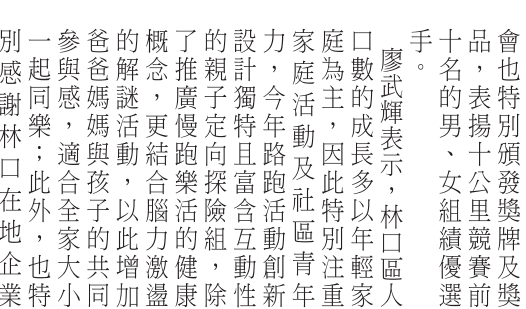 會也特別頒發獎牌及獎
品，表揚十公里競賽前
十名的男、女組績優選
手。
廖武輝表示，林口區人
口數的成長多以年輕家
庭為主，因此特別注重
家庭活動及社區青年
力，今年路跑活動創新
設計獨特且富含互動性
的親子定向探險組，除
了推廣慢跑樂活的健康
概念，更結合腦力激盪
的解謎活動，以此增加
爸爸媽媽與孩子的共同
參與感，適合全家大小
一起同樂；此外，也特
別感謝林口在地企業